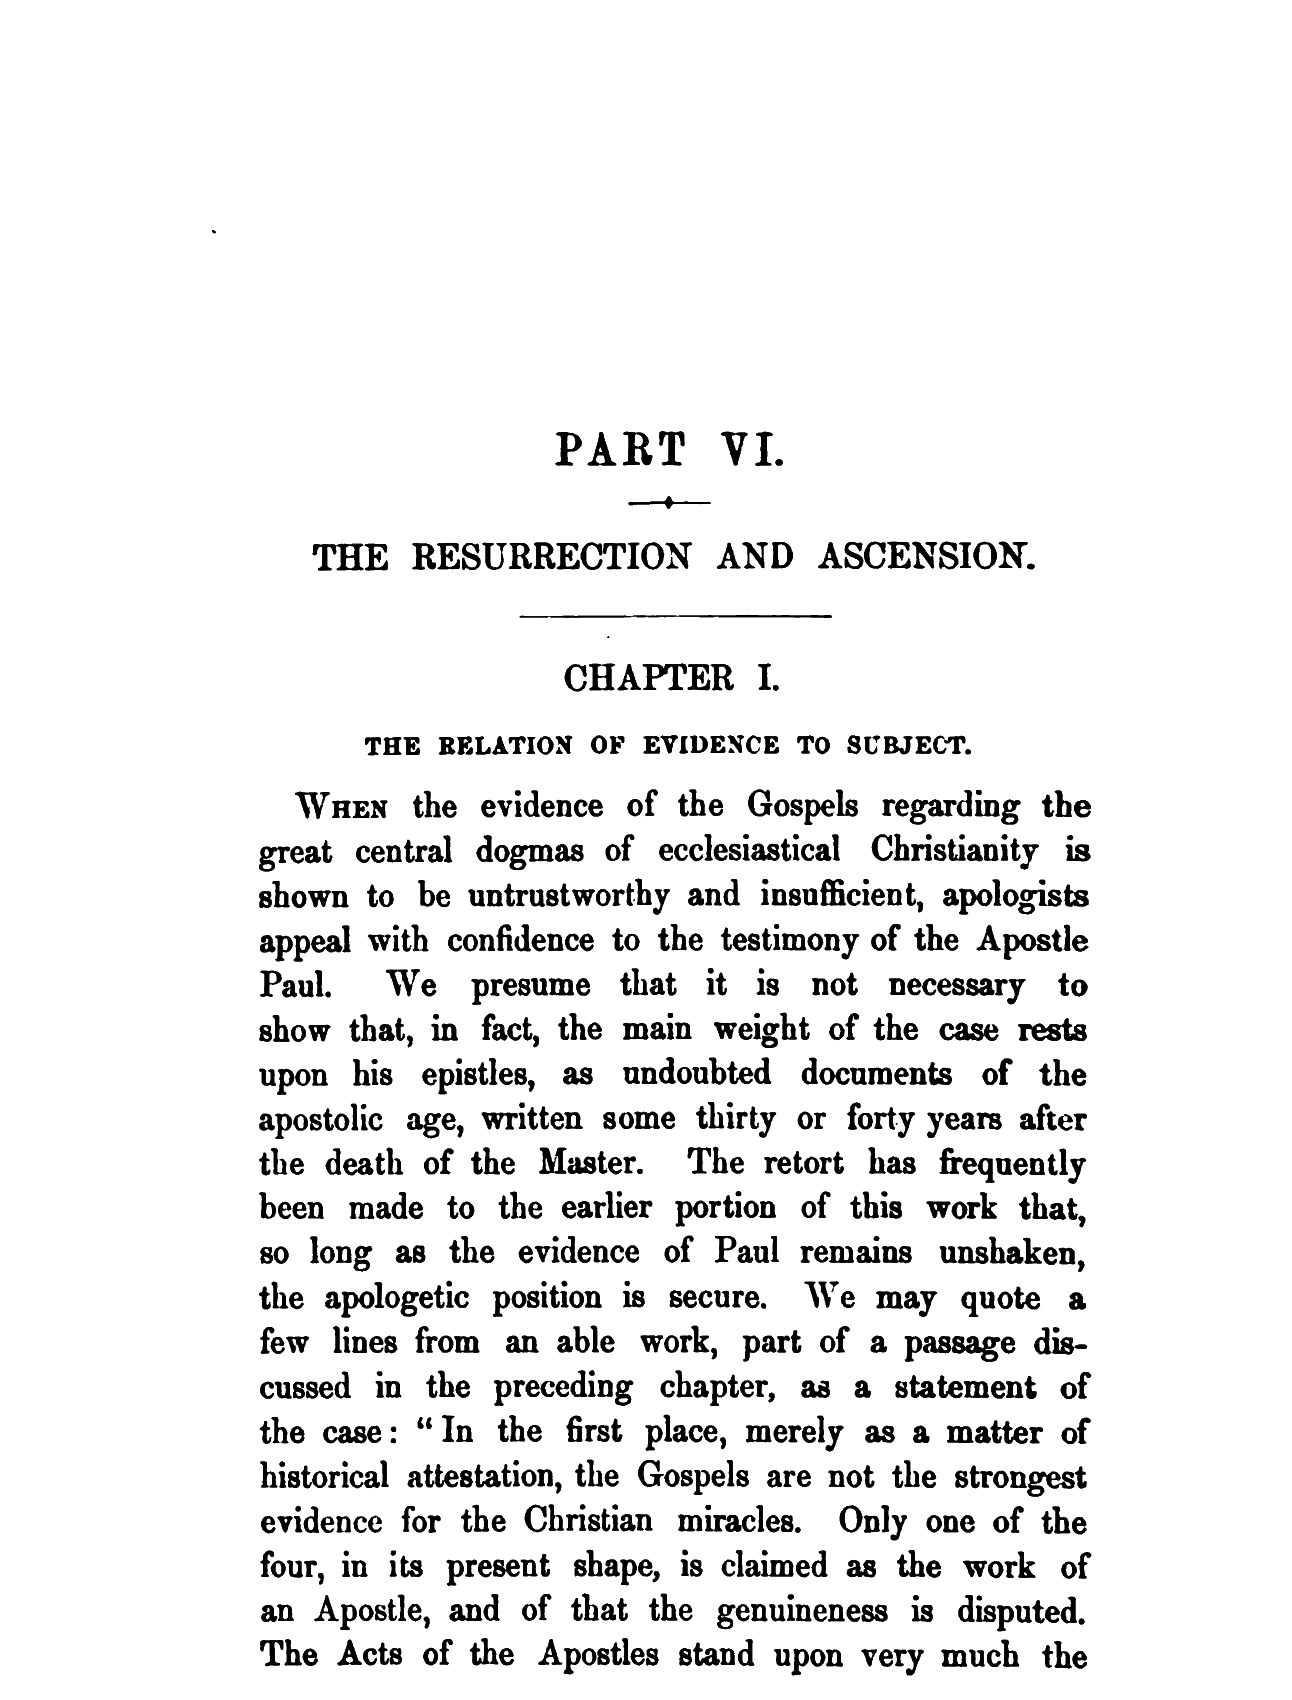 PART VI.
THE RESURRECTION AND ASCENSION.
CHAPTER I.
THE RELATION OF EVIDENCE TO SUBJECT.
WHEN the evidence of the Gospels regarding the
great central dogmas of ecclesiastical Christianity is
shown to be untrustworthy and insufficient, apologists
appeal with confidence to the testimony of the Apostle
Paul. We presume that it is not necessary to
show that, in fact, the main weight of the case rests
upon his epistles, as undoubted documents of the
apostolic age, written some thirty or forty years after
the death of the Master. The retort has frequently
been made to the earlier portion of this work that,
so long as the evidence of Paul remains unshaken,
the apologetic position is secure. We may quote a
few lines from an able work, part of a passage dis-
cussed in the preceding chapter, as a statement of
the case: "In the first place, merely as a matter of
historical attestation, the Gospels are not the strongest
evidence for the Christian miracles. Only one of the
four, in its present shape, is claimed as the work of
an Apostle, and of that the genuineness is disputed.
The Acts of the Apostles stand upon very much the